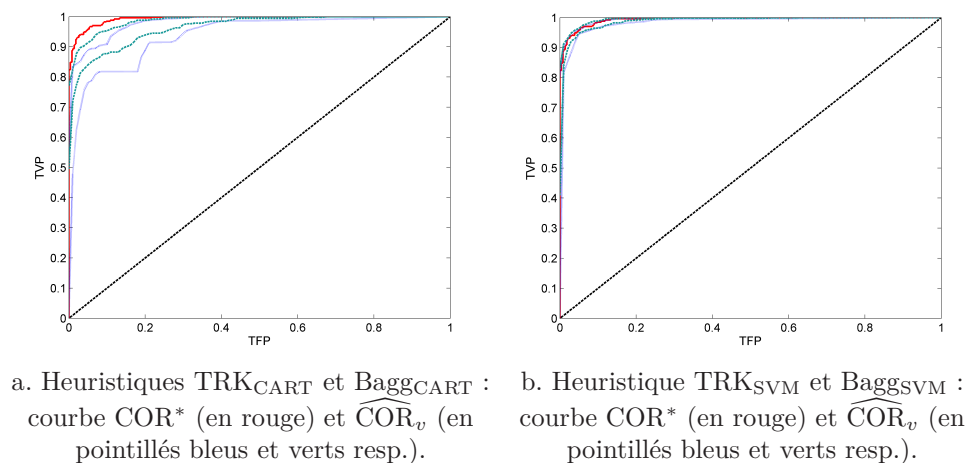 1
0.9
0.8
0.7
0.6
0.5
0.4
0.3
0.2
0.1
0
TVP
0 0.2 0.4 0.6 0.8 1
TFP
1
0.9
0.8
0.7
0.6
0.5
0.4
0.3
0.2
0.1
0
TVP
0 0.2 0.4 0.6 0.8 1
TFP
a. Heuristiques TRK_CART et Bagg_CART :
courbe COR* (en rouge) et \widehat{COR}_v (en
pointillés bleus et verts resp.).
b. Heuristique TRK_SVM et Bagg_SVM :
courbe COR* (en rouge) et \widehat{COR}_v (en
pointillés bleus et verts resp.).